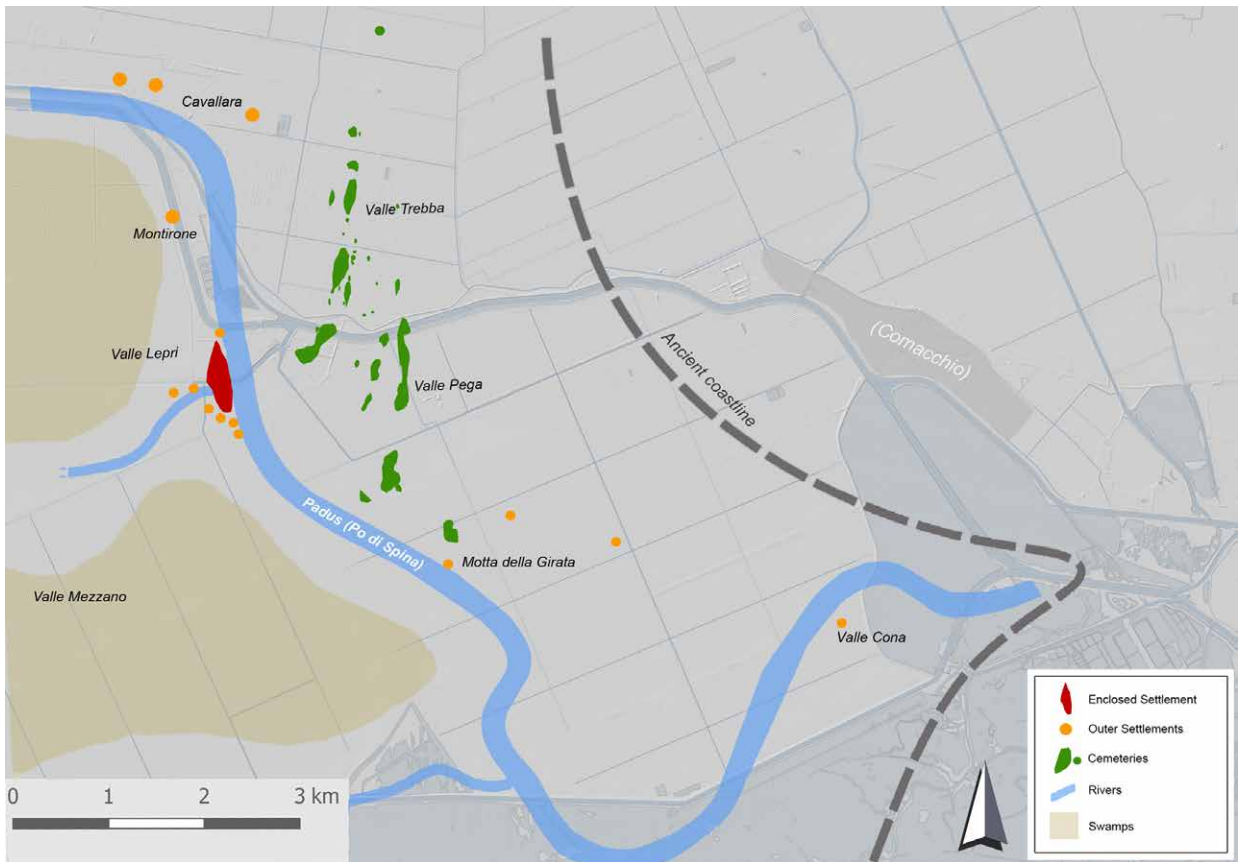 Cavallara
Valle Trebba
Montirone
Valle Lepri
Valle Pega
Ancient coastline
(Comacchio)
Padus (Po di Spina)
Motta della Girata
Valle Mezzano
Valle Cona
0 1 2 3 km
Enclosed Settlement
Outer Settlements
Cemeteries
Rivers
Swamps